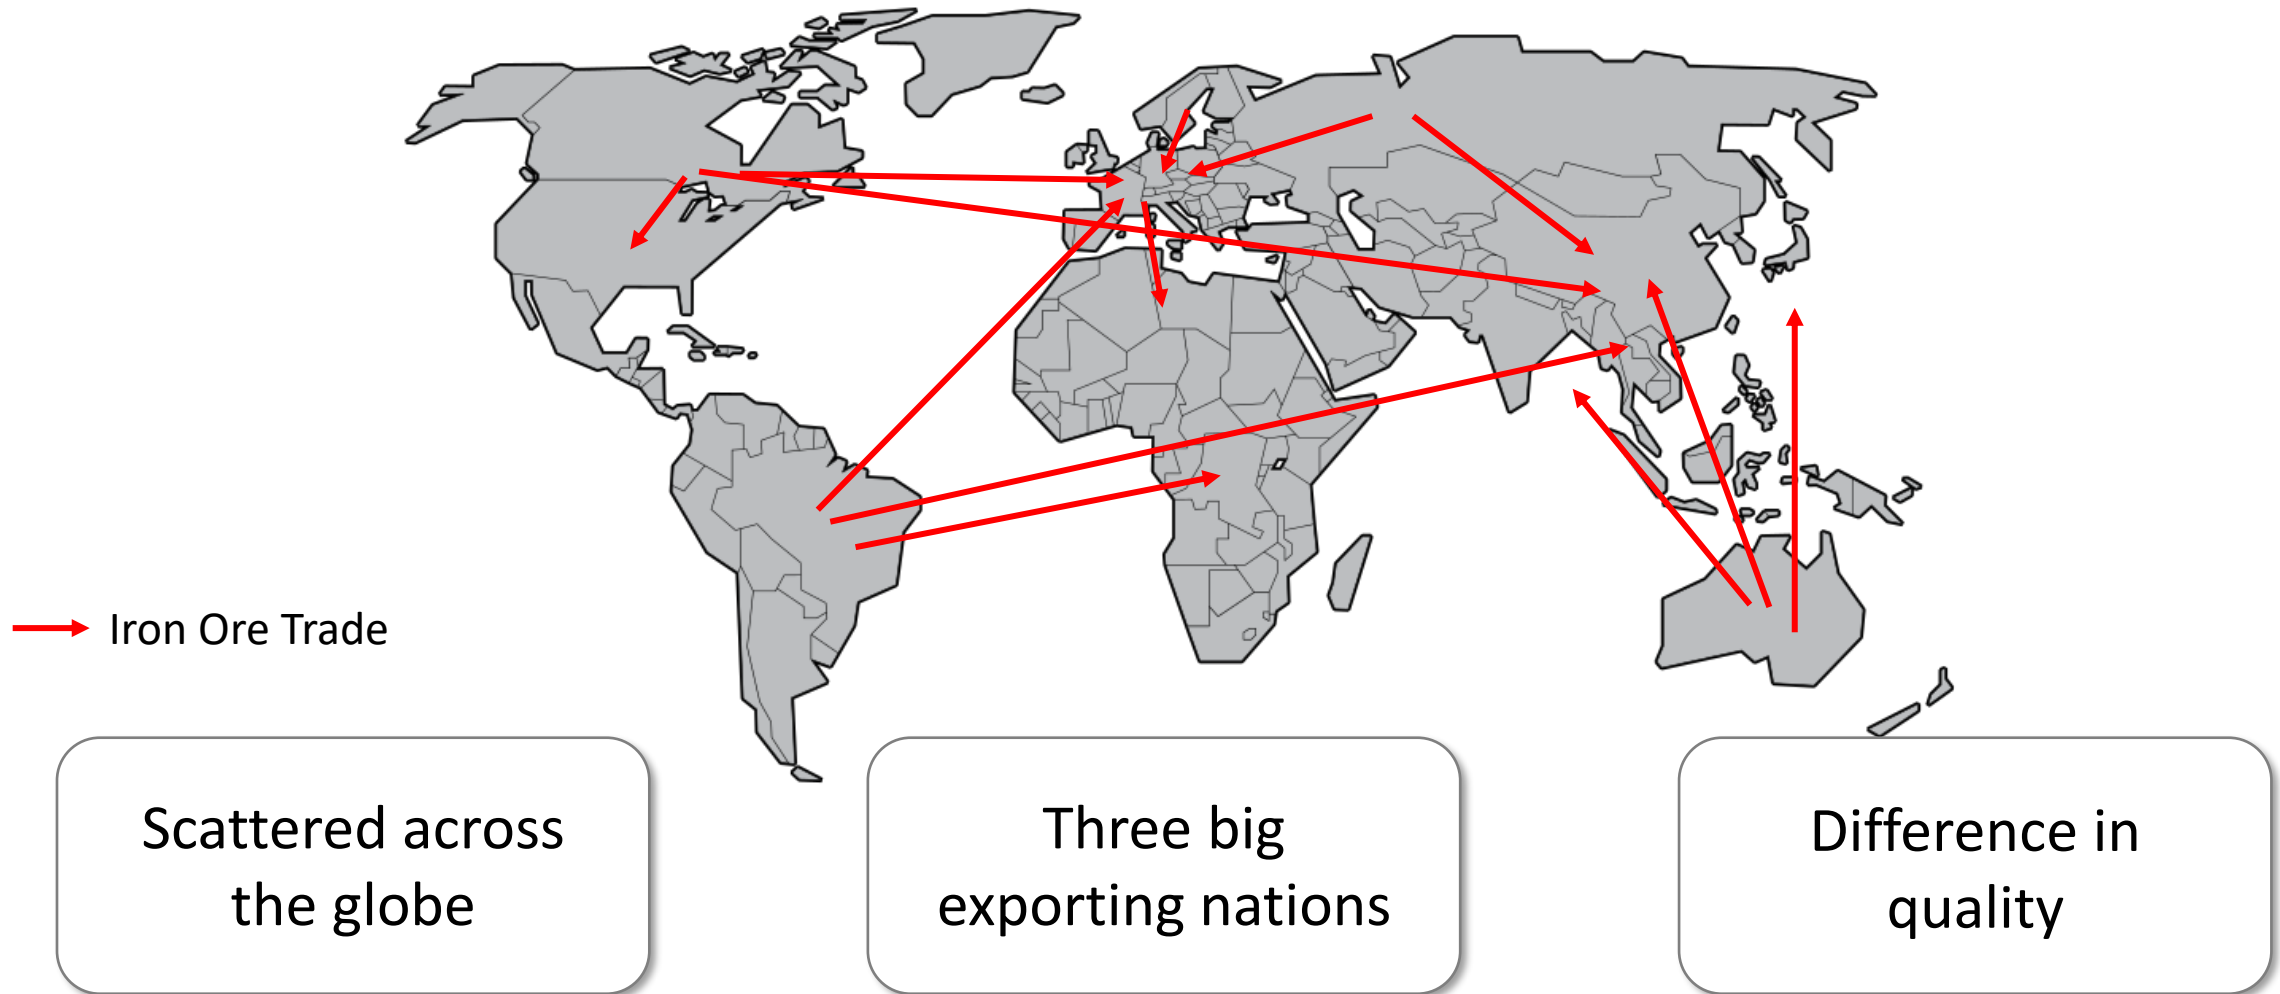 Iron Ore Trade
Scattered across
the globe
Three big
exporting nations
Difference in
quality